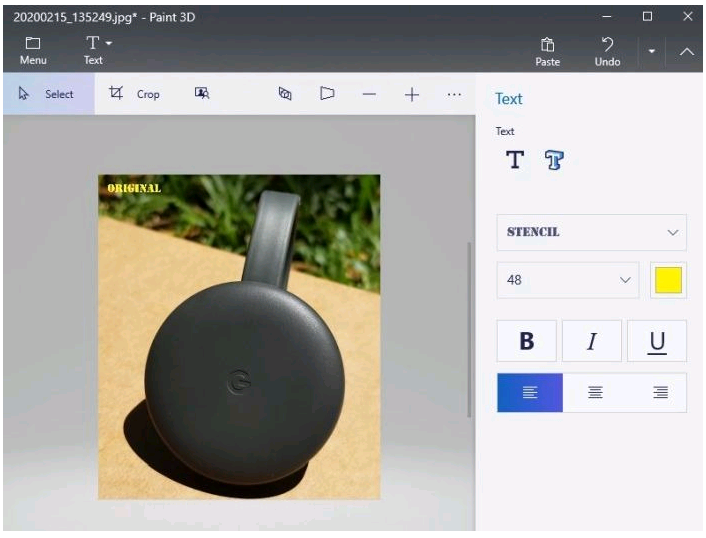 20200215_135249.jpg* - Paint 3D
Menu
Text
Paste
Undo
Select
Crop
Text
Text
T T
STENCIL
48
B I U
ORIGINAL
G